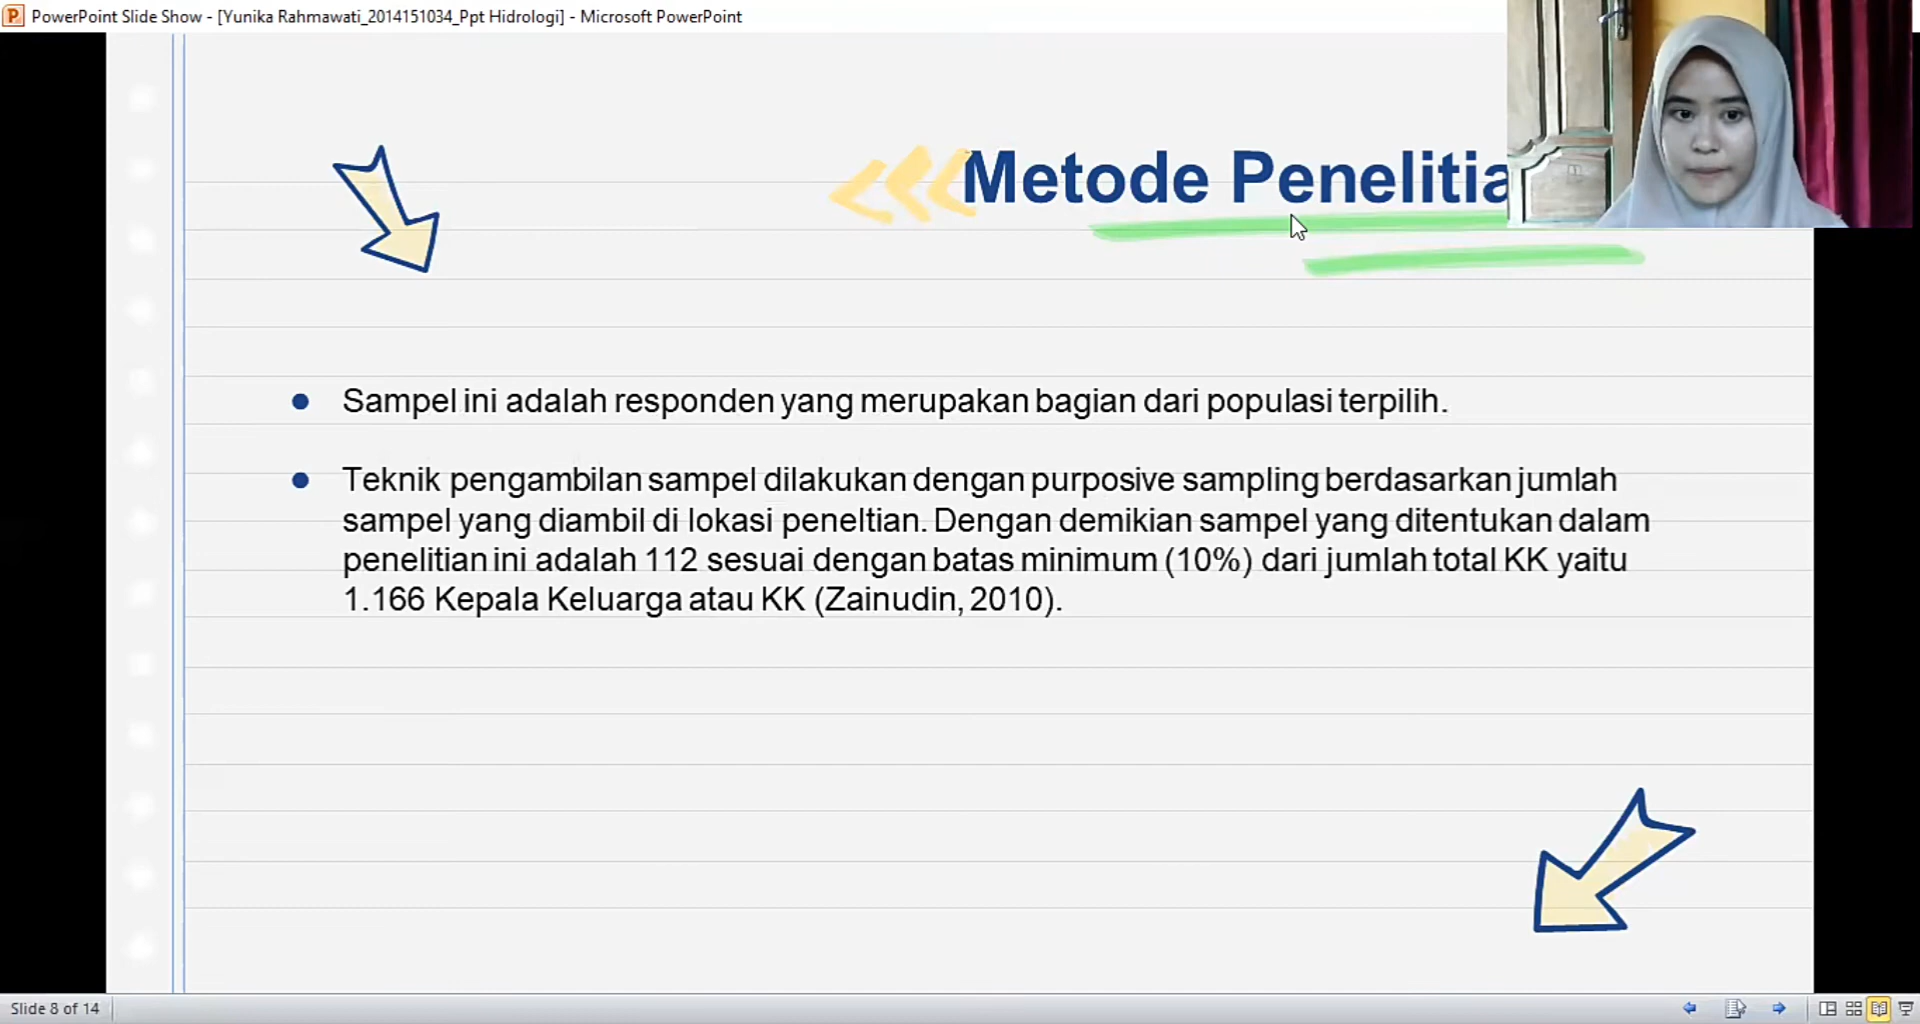 PowerPoint Slide Show - [Yunika Rahmawati_2014151034_Ppt Hidrologi] - Microsoft PowerPoint
Metode Penelitia
Sampel ini adalah responden yang merupakan bagian dari populasi terpilih.
Teknik pengambilan sampel dilakukan dengan purposive sampling berdasarkan jumlah
sampel yang diambil di lokasi peneltian. Dengan demikian sampel yang ditentukan dalam
penelitian ini adalah 112 sesuai dengan batas minimum (10%) dari jumlah total KK yaitu
1.166 Kepala Keluarga atau KK (Zainudin, 2010).
Slide 8 of 14